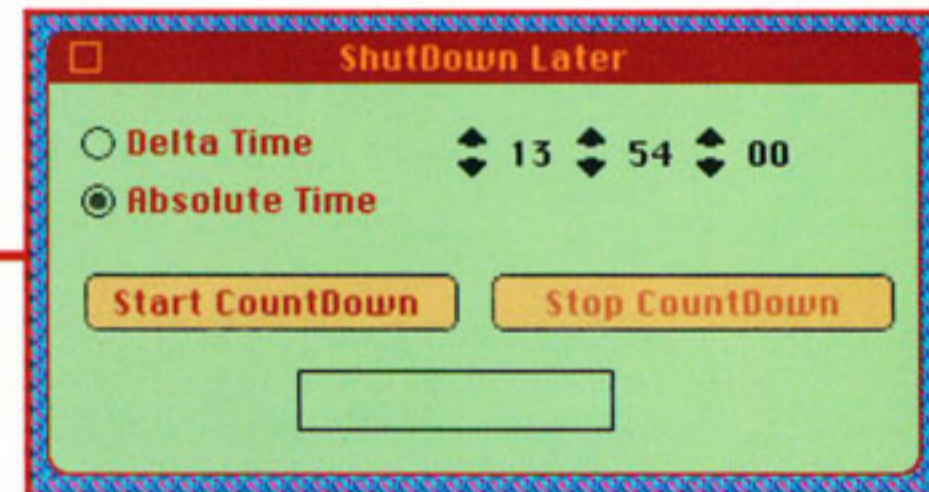 ShutDown Later
Delta Time
13 54 00
Absolute Time
Start CountDown
Stop CountDown